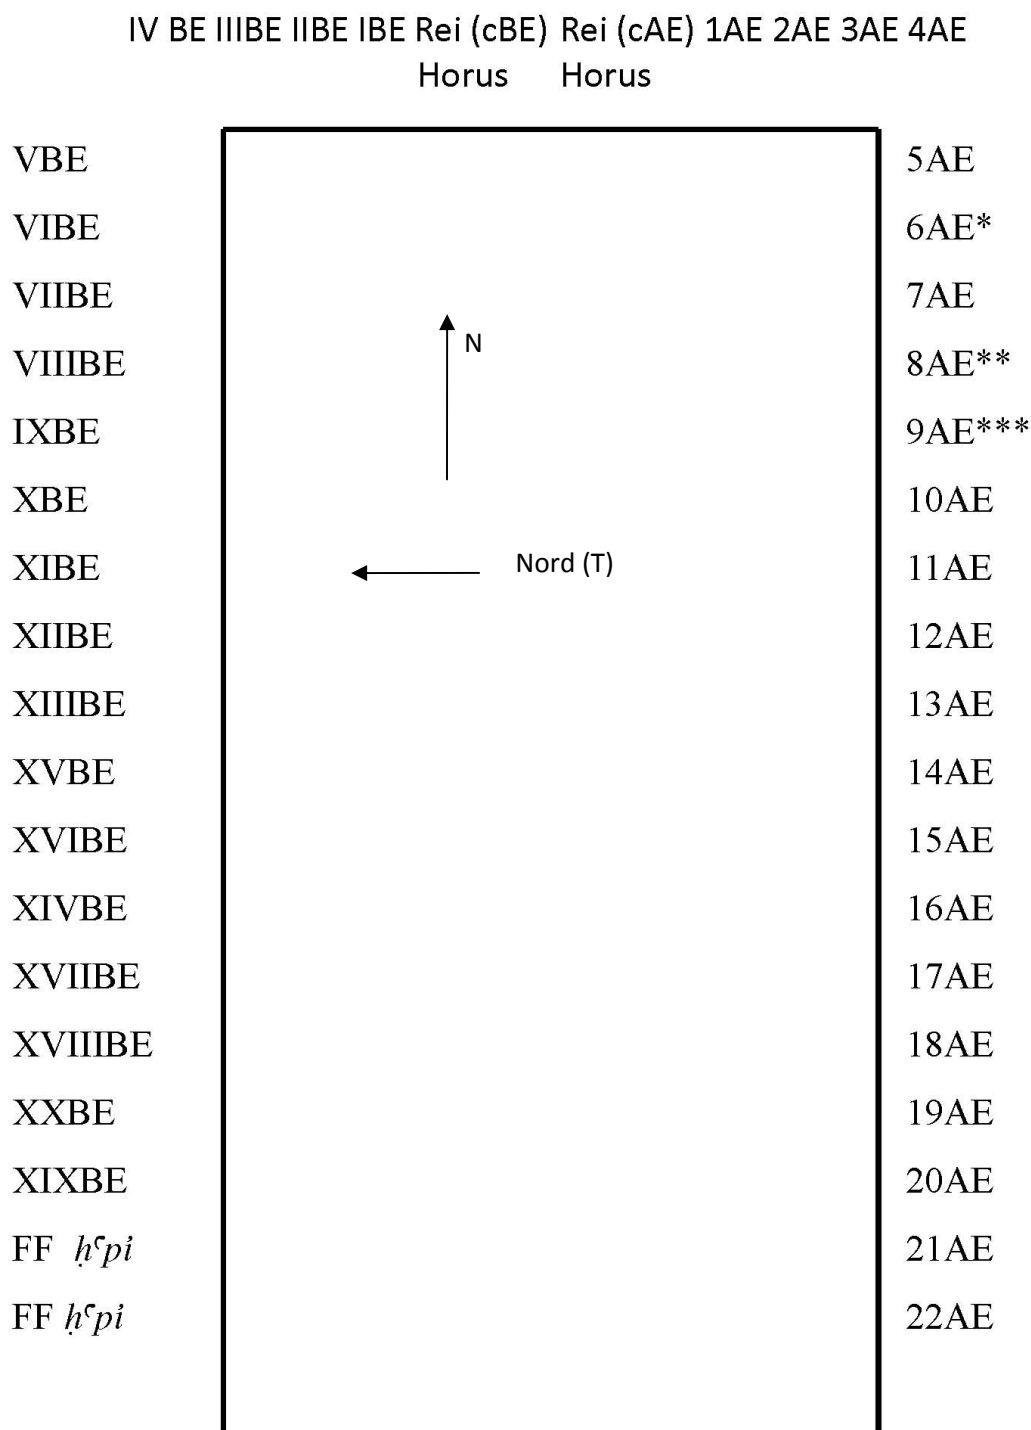 IV BE IIIBE IIBE IBE Rei (cBE) Rei (cAE) 1AE 2AE 3AE 4AE
Horus Horus
VBE 5AE
VIBE 6AE*
VIIBE 7AE
N
VIIIBE 8AE**
IXBE 9AE***
XBE 10AE
XIBE Nord (T) 11AE
XIIBE 12AE
XIIIBE 13AE
XVBE 14AE
XVIBE 15AE
XIVBE 16AE
XVIIBE 17AE
XVIIIBE 18AE
XXBE 19AE
XIXBE 20AE
FF ḥꜥpỉ 21AE
FF ḥꜥpỉ 22AE